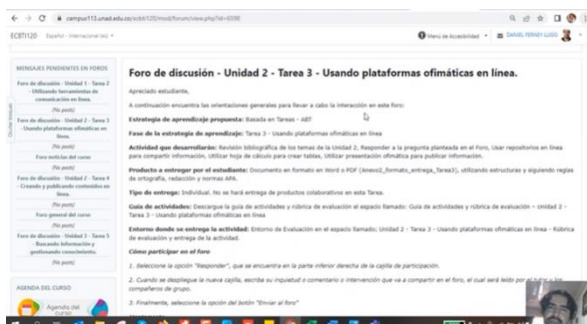 campus113.unad.edu.co/ecbti120/mod/forum/view.php?id=6598
ECBTI120 Español - Internacional (es)
Menú de Accesibilidad
DANIEL FERNEY LUGO
MENSAJES PENDIENTES EN FOROS
Foro de discusión - Unidad 1 - Tarea 2
- Utilizando herramientas de
comunicación en línea.
(No posts)
Foro de discusión - Unidad 2 - Tarea 3
-Usando plataformas ofimáticas en
línea.
(No posts)
Foro noticias del curso
(No posts)
Foro de discusión - Unidad 2 - Tarea 4
- Creando y publicando contenidos en
línea.
(No posts)
Foro general del curso
(No posts)
Foro de discusión - Unidad 3 - Tarea 5
- Buscando información y
gestionando conocimiento.
(No posts)
AGENDA DEL CURSO
Agenda del
curso
Ocultar bloques
Foro de discusión - Unidad 2 - Tarea 3 - Usando plataformas ofimáticas en línea.
Apreciado estudiante,
A continuación encuentra las orientaciones generales para llevar a cabo la interacción en este foro:
Estrategia de aprendizaje propuesta: Basada en Tareas - ABT
Fase de la estrategia de aprendizaje: Tarea 3 - Usando plataformas ofimáticas en línea
Actividad que desarrollarán: Revisión bibliográfica de los temas de la Unidad 2, Responder a la pregunta planteada en el Foro, Usar repositorios en línea
para compartir información, Utilizar hoja de cálculo para crear tablas, Utilizar presentación ofimática para publicar información.
Producto a entregar por el estudiante: Documento en formato en Word o PDF (Anexo2_formato_entrega_Tarea3), utilizando estructuras y siguiendo reglas
de ortografía, redacción y normas APA.
Tipo de entrega: Individual. No se hará entrega de productos colaborativos en esta Tarea.
Guía de actividades: Descargue la guía de actividades y rúbrica de evaluación el espacio llamado: Guía de actividades y rúbrica de evaluación - Unidad 2 -
Tarea 3 - Usando plataformas ofimáticas en línea
Entorno donde se entrega la actividad: Entorno de Evaluación en el espacio llamado: Unidad 2 - Tarea 3 - Usando plataformas ofimáticas en línea - Rúbrica
de evaluación y entrega de la actividad.
Cómo participar en el foro
1. Seleccione la opción "Responder", que se encuentra en la parte inferior derecha de la cajilla de participación.
2. Cuando se despliegue la nueva cajilla, escriba su inquietud o comentario o intervención que va a compartir en el foro, el cual será leído por
compañeros de grupo.
3. Finalmente, seleccione la opción del botón "Enviar al foro"